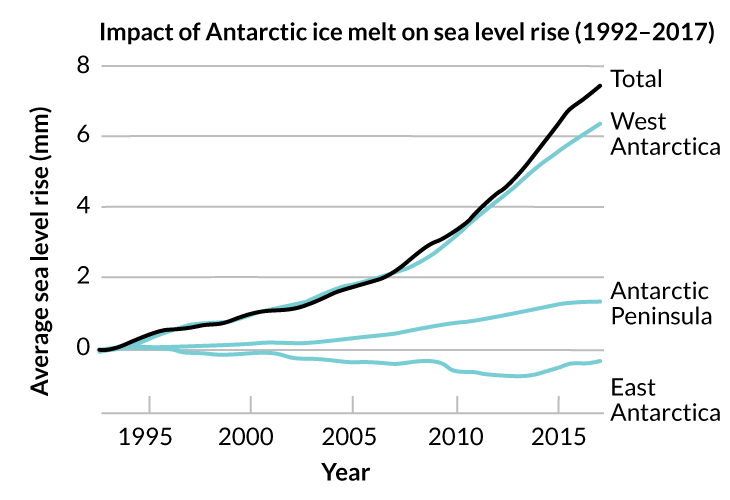 Impact of Antarctic ice melt on sea level rise (1992–2017)
Average sea level rise (mm)
8
6
4
2
0
Total
West
Antarctica
Antarctic
Peninsula
East
Antarctica
1995 2000 2005 2010 2015
Year